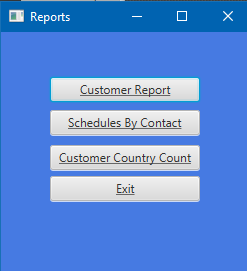 Reports
Customer Report
Schedules By Contact
Customer Country Count
Exit